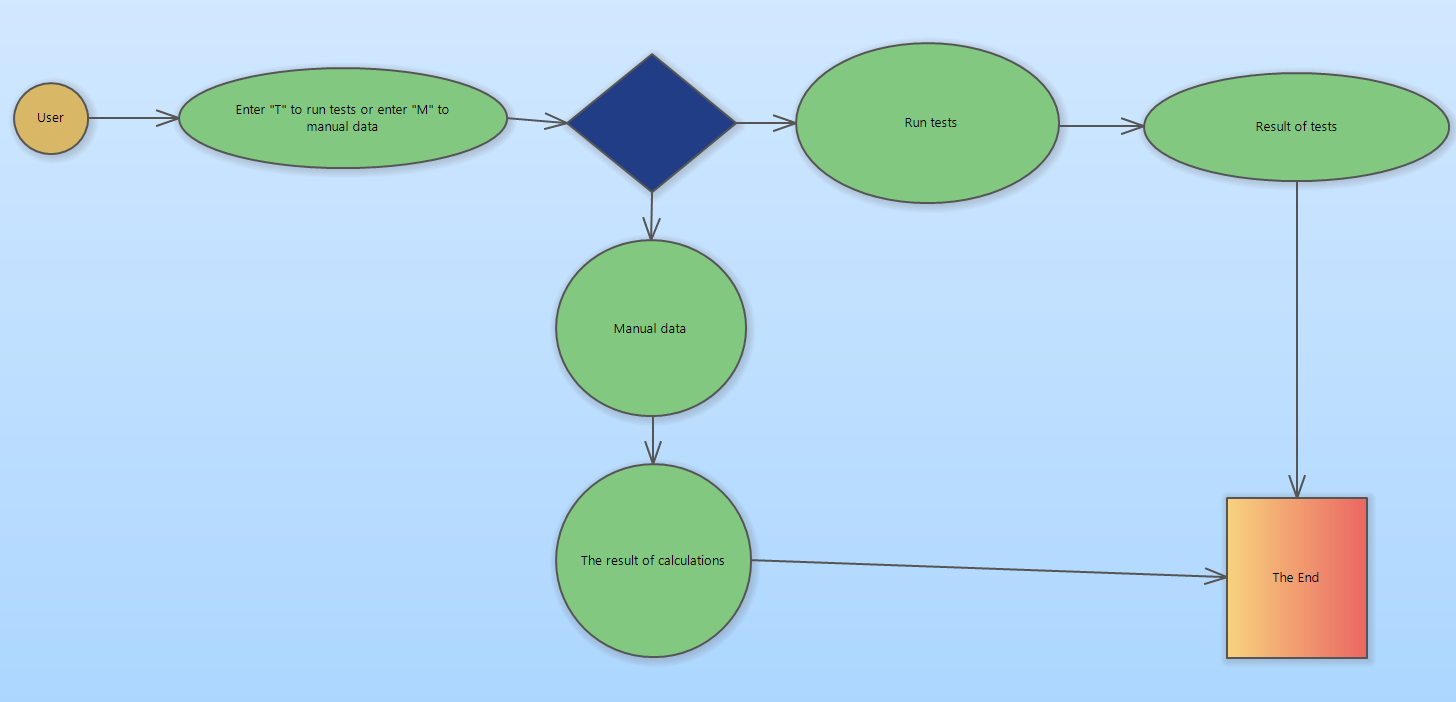 User
Enter "T" to run tests or enter "M" to
manual data
Run tests
Result of tests
Manual data
The result of calculations
The End